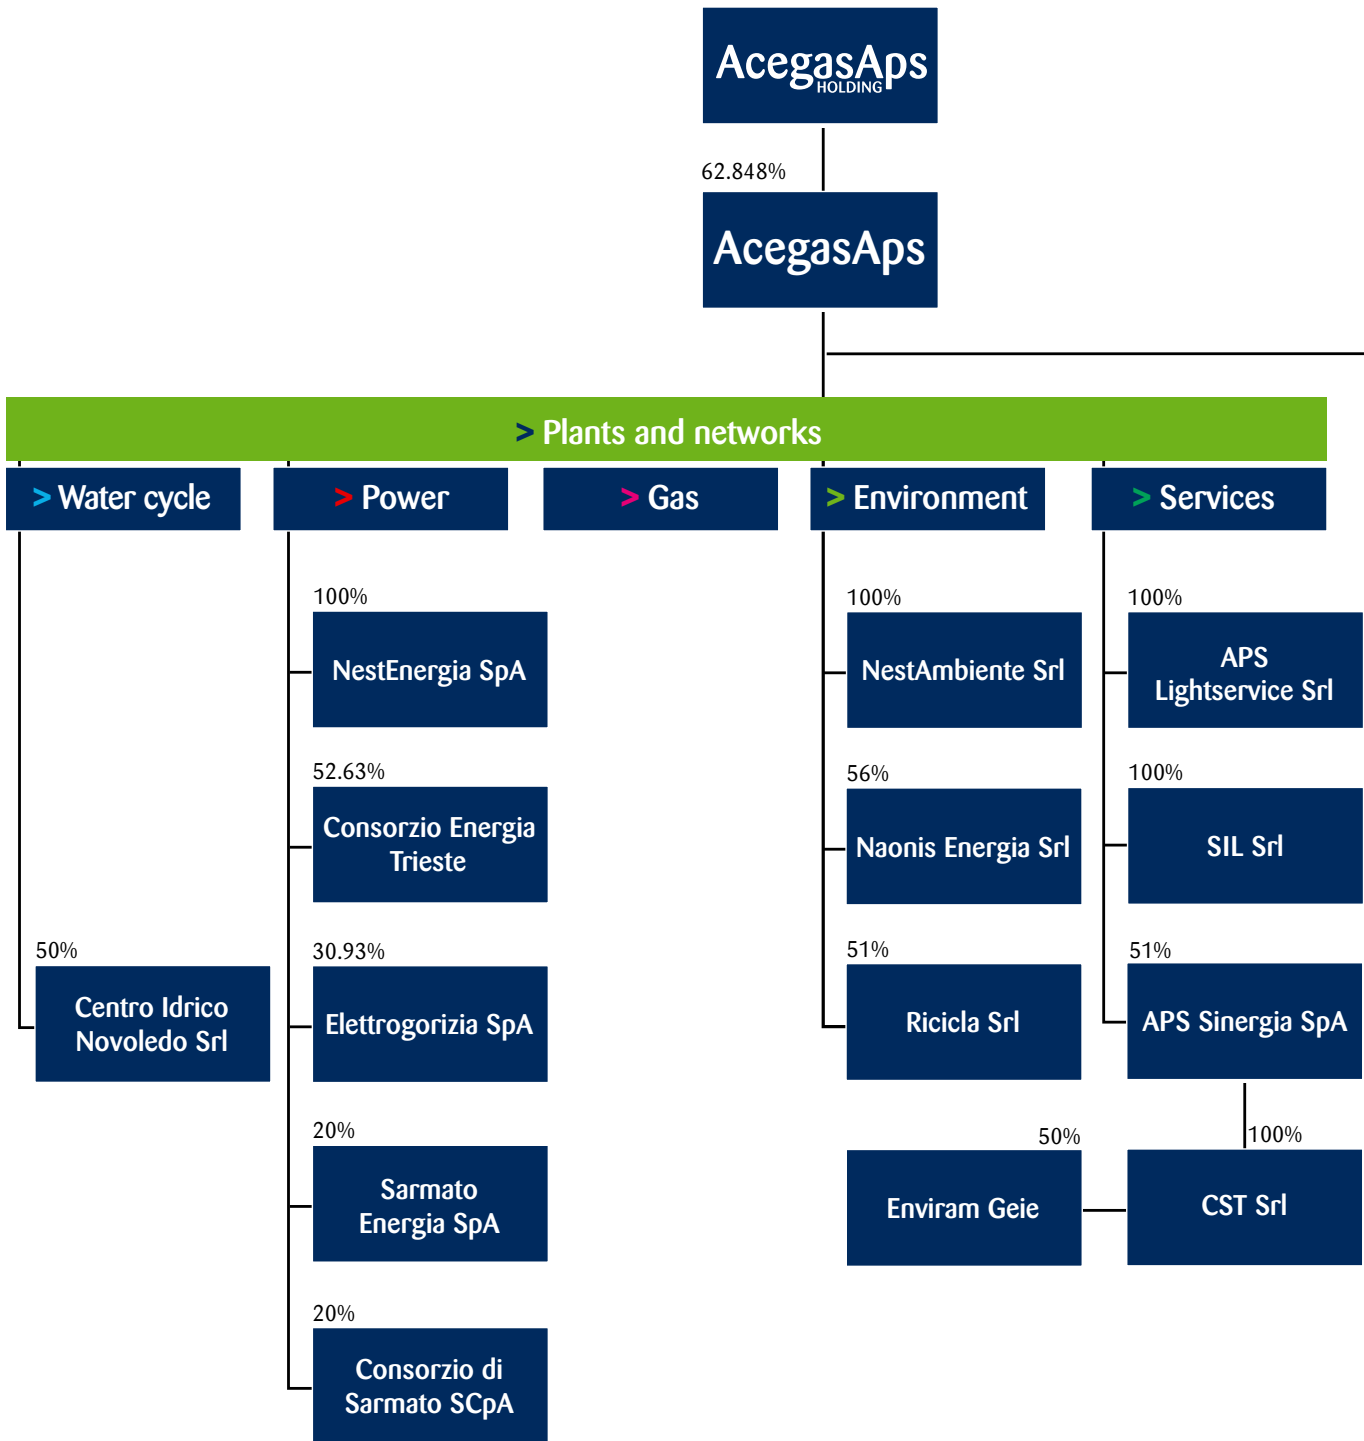 AcegasAps
HOLDING
62.848%
AcegasAps
> Plants and networks
> Water cycle
> Power
> Gas
> Environment
> Services
50%
Centro Idrico
Novoledo Srl
100%
NestEnergia SpA
52.63%
Consorzio Energia
Trieste
30.93%
Elettrogorizia SpA
20%
Sarmato
Energia SpA
20%
Consorzio di
Sarmato SCpA
100%
NestAmbiente Srl
56%
Naonis Energia Srl
51%
Ricicla Srl
100%
APS
Lightservice Srl
100%
SIL Srl
51%
APS Sinergia SpA
100%
CST Srl
50%
Enviram Geie